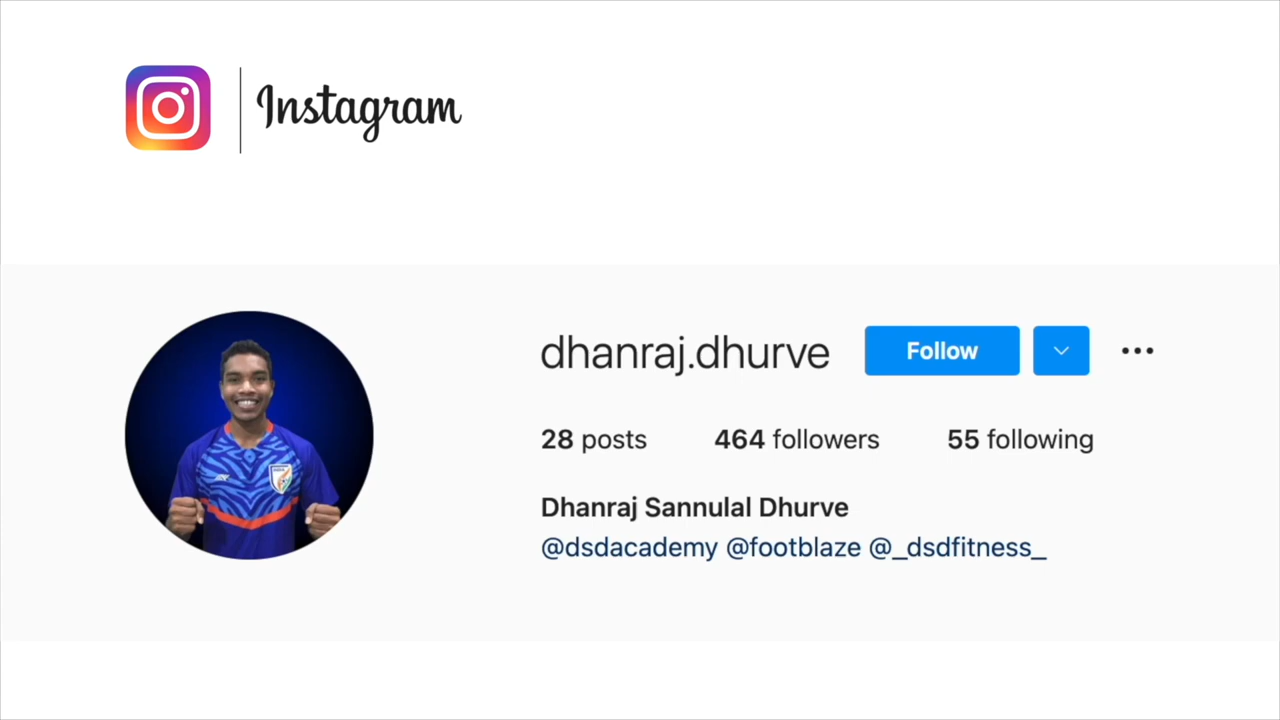 Instagram
dhanraj.dhurve Follow
28 posts 464 followers 55 following
Dhanraj Sannulal Dhurve
@dsdacademy @footblaze @_dsdfitness_